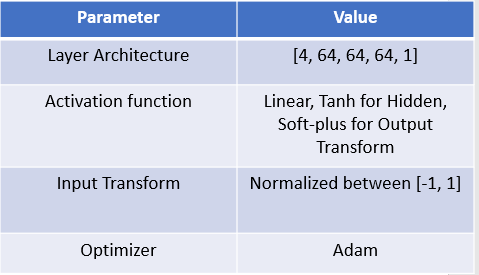 Parameter Value
Layer Architecture [4, 64, 64, 64, 1]
Activation function Linear, Tanh for Hidden,
Soft-plus for Output
Transform
Input Transform Normalized between [-1, 1]
Optimizer Adam